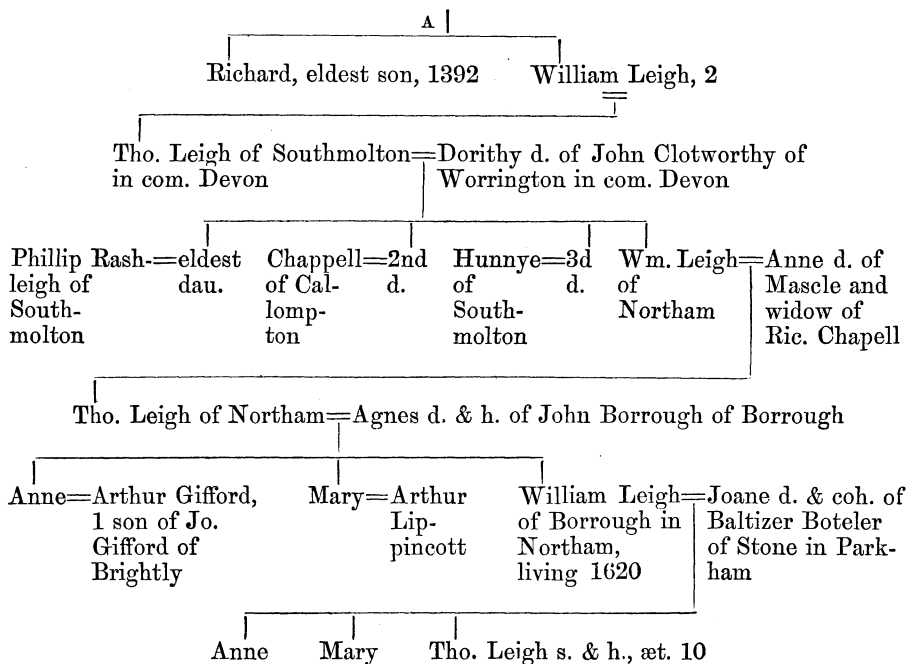 A
Richard, eldest son, 1392 William Leigh, 2
Tho. Leigh of Southmolton=Dorithy d. of John Clotworthy of
in com. Devon Worrington in com. Devon
Phillip Rash-=eldest Chappell=2nd Hunnye=3d Wm. Leigh=Anne d. of
leigh of dau. of Cal- d. of d. of Mascle and
South- lomp- South- Northam widow of
molton ton molton Ric. Chapell
Tho. Leigh of Northam=Agnes d. & h. of John Borrough of Borrough
Anne=Arthur Gifford, Mary=Arthur William Leigh=Joane d. & coh. of
1 son of Jo. Lip- of Borrough in Baltizer Boteler
Gifford of pincott Northam, of Stone in Park-
Brightly living 1620 ham
Anne Mary Tho. Leigh s. & h., æt. 10